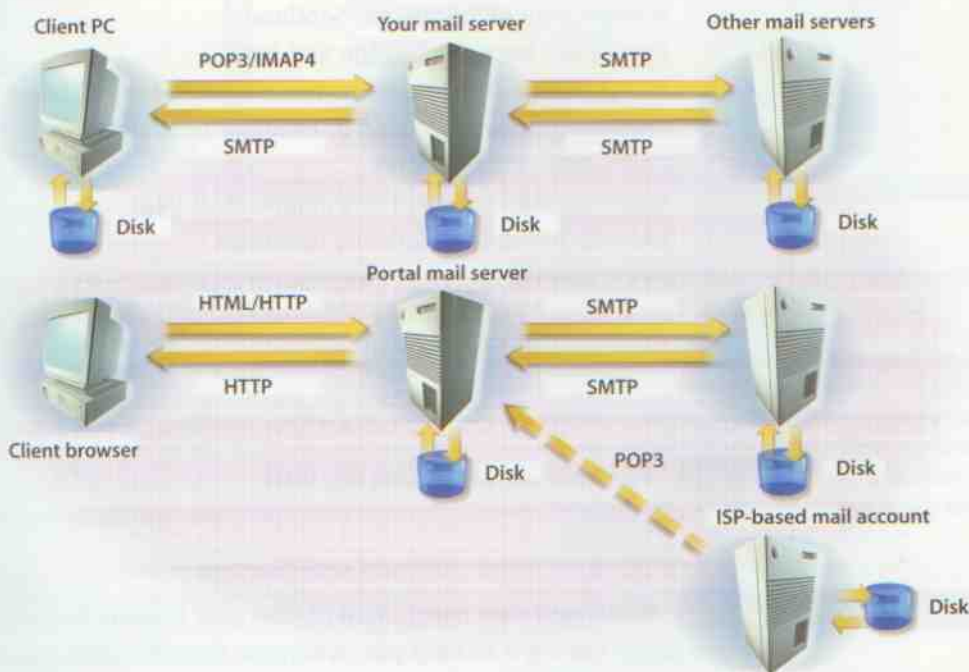 Client PC
Your mail server
Other mail servers
POP3/IMAP4
SMTP
SMTP
SMTP
Disk
Disk
Disk
Portal mail server
HTML/HTTP
SMTP
HTTP
SMTP
Client browser
Disk
POP3
Disk
ISP-based mail account
Disk